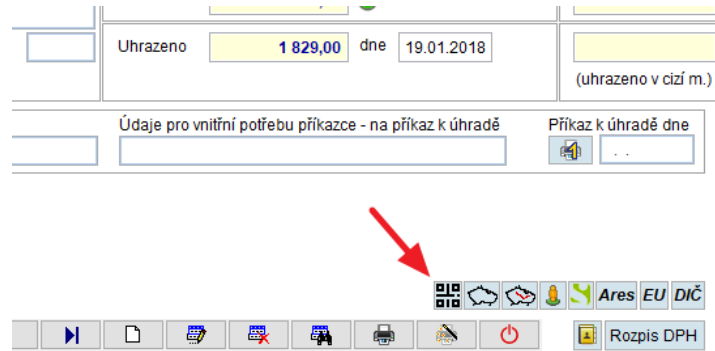 Uhrazeno 1 829,00 dne 19.01.2018
(uhrazeno v cizí m.)
Údaje pro vnitřní potřebu příkazce - na příkaz k úhradě Příkaz k úhradě dne
. .
Ares EU DIČ
Rozpis DPH